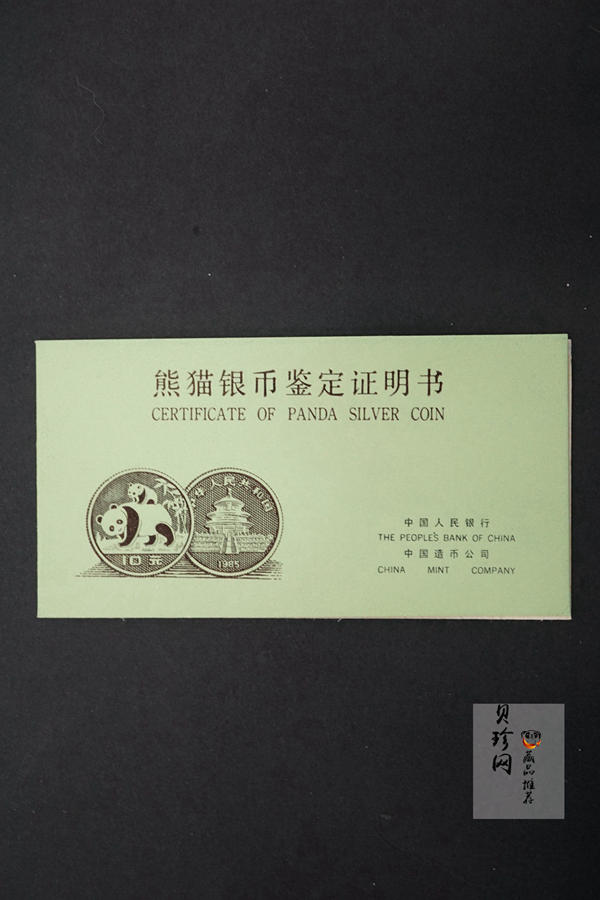 熊猫银币鉴定证明书
CERTIFICATE OF PANDA SILVER COIN
中华人民共和国
10元
1985
中国人民银行
THE PEOPLE'S BANK OF CHINA
中国造币公司
CHINA MINT COMPANY
贝珍网
藏品推荐